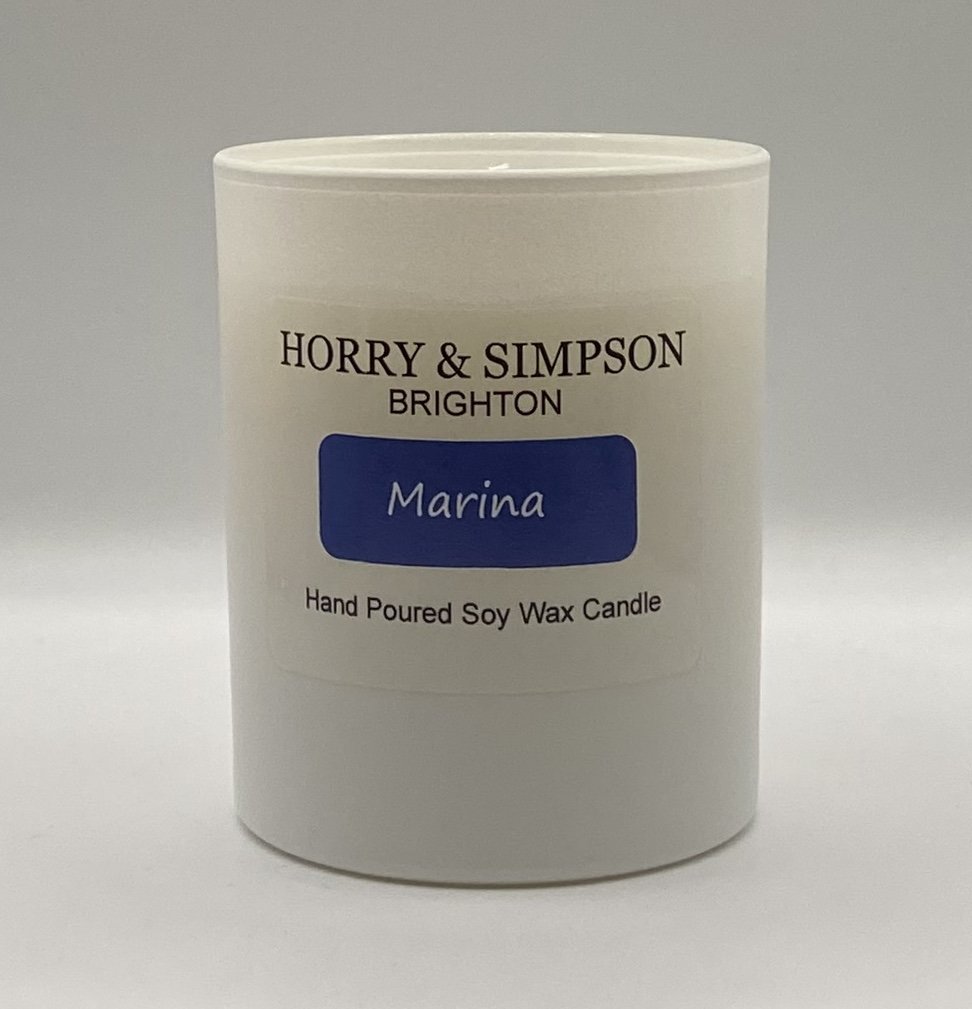 HORRY & SIMPSON
BRIGHTON
Marina
Hand Poured Soy Wax Candle